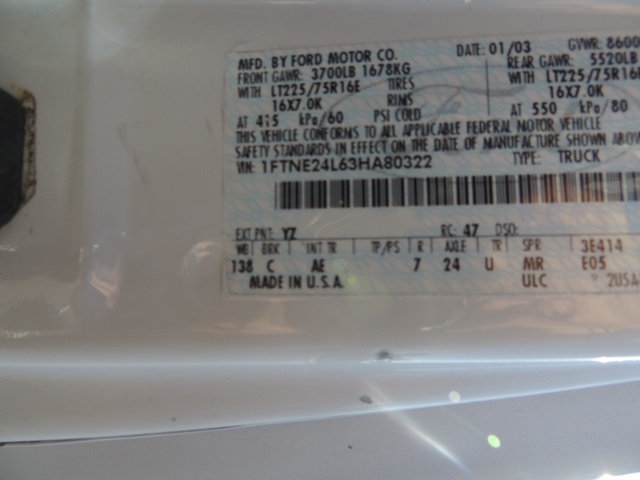 MFD. BY FORD MOTOR CO. DATE: 01/03 GVWR: 8600
FRONT GAWR: 3700LB 1678KG REAR GAWR: 5520LB
WITH LT225/75R16E TIRES WITH LT225/75R16E
16X7.0K RIMS 16X7.0K
AT 415 kPa/60 PSI COLD AT 550 kPa/80
THIS VEHICLE CONFORMS TO ALL APPLICABLE FEDERAL MOTOR VEHICLE
SAFETY STANDARDS IN EFFECT ON THE DATE OF MANUFACTURE SHOWN ABOVE
VIN: 1FTNE24L63HA80322 TYPE: TRUCK
EXT PNT: YZ RC: 47 DSO:
WB BRK INT TR TP/PS R AXLE TR SPR 3E414
138 C AE 7 24 U MR E05
MADE IN U.S.A. ULC 2USA